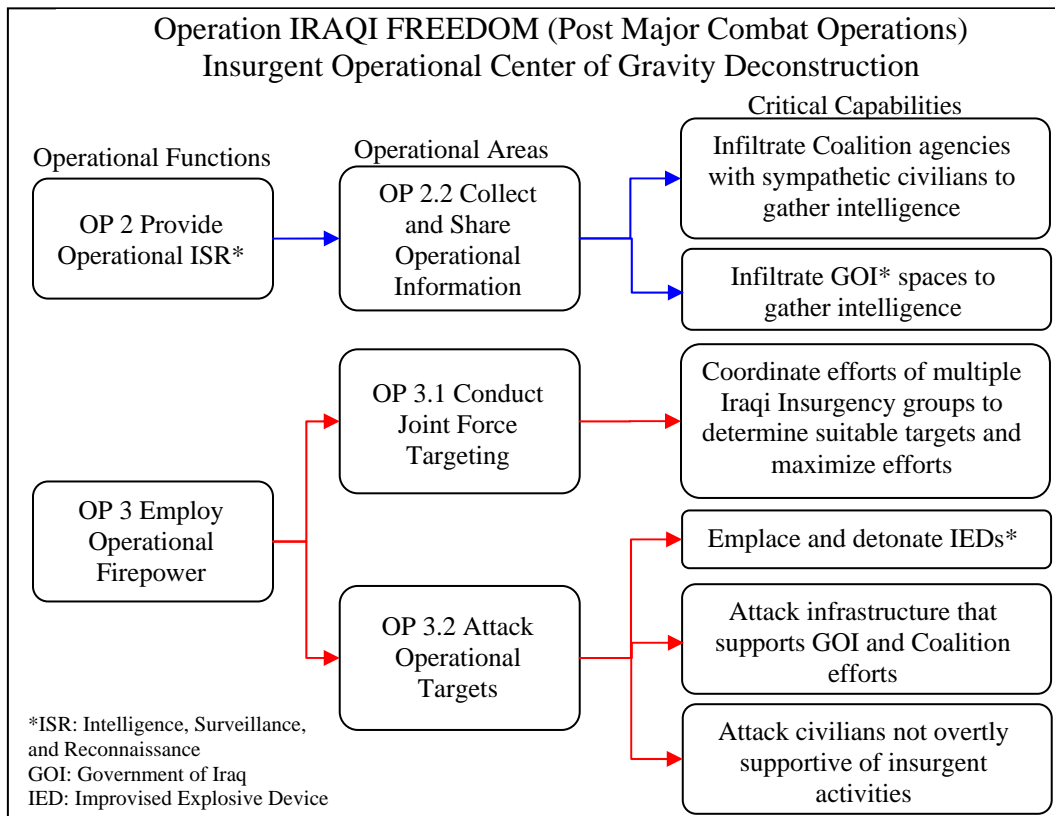 Operation IRAQI FREEDOM (Post Major Combat Operations)
Insurgent Operational Center of Gravity Deconstruction
Operational Functions
Operational Areas
Critical Capabilities
OP 2 Provide
Operational ISR*
OP 2.2 Collect
and Share
Operational
Information
Infiltrate Coalition agencies
with sympathetic civilians to
gather intelligence
Infiltrate GOI* spaces to
gather intelligence
OP 3 Employ
Operational
Firepower
OP 3.1 Conduct
Joint Force
Targeting
Coordinate efforts of multiple
Iraqi Insurgency groups to
determine suitable targets and
maximize efforts
OP 3.2 Attack
Operational
Targets
Emplace and detonate IEDs*
Attack infrastructure that
supports GOI and Coalition
efforts
Attack civilians not overtly
supportive of insurgent
activities
*ISR: Intelligence, Surveillance,
and Reconnaissance
GOI: Government of Iraq
IED: Improvised Explosive Device